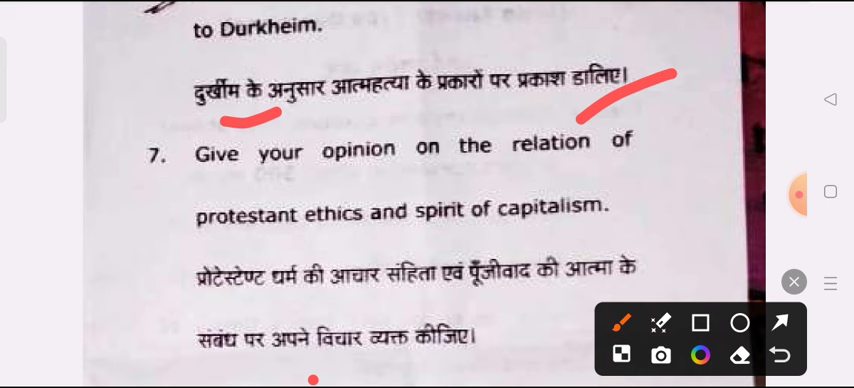 to Durkheim.
दुर्खीम के अनुसार आत्महत्या के प्रकारों पर प्रकाश डालिए।
7. Give your opinion on the relation of
protestant ethics and spirit of capitalism.
प्रोटेस्टेण्ट धर्म की आचार संहिता एवं पूँजीवाद की आत्मा के
संबंध पर अपने विचार व्यक्त कीजिए।